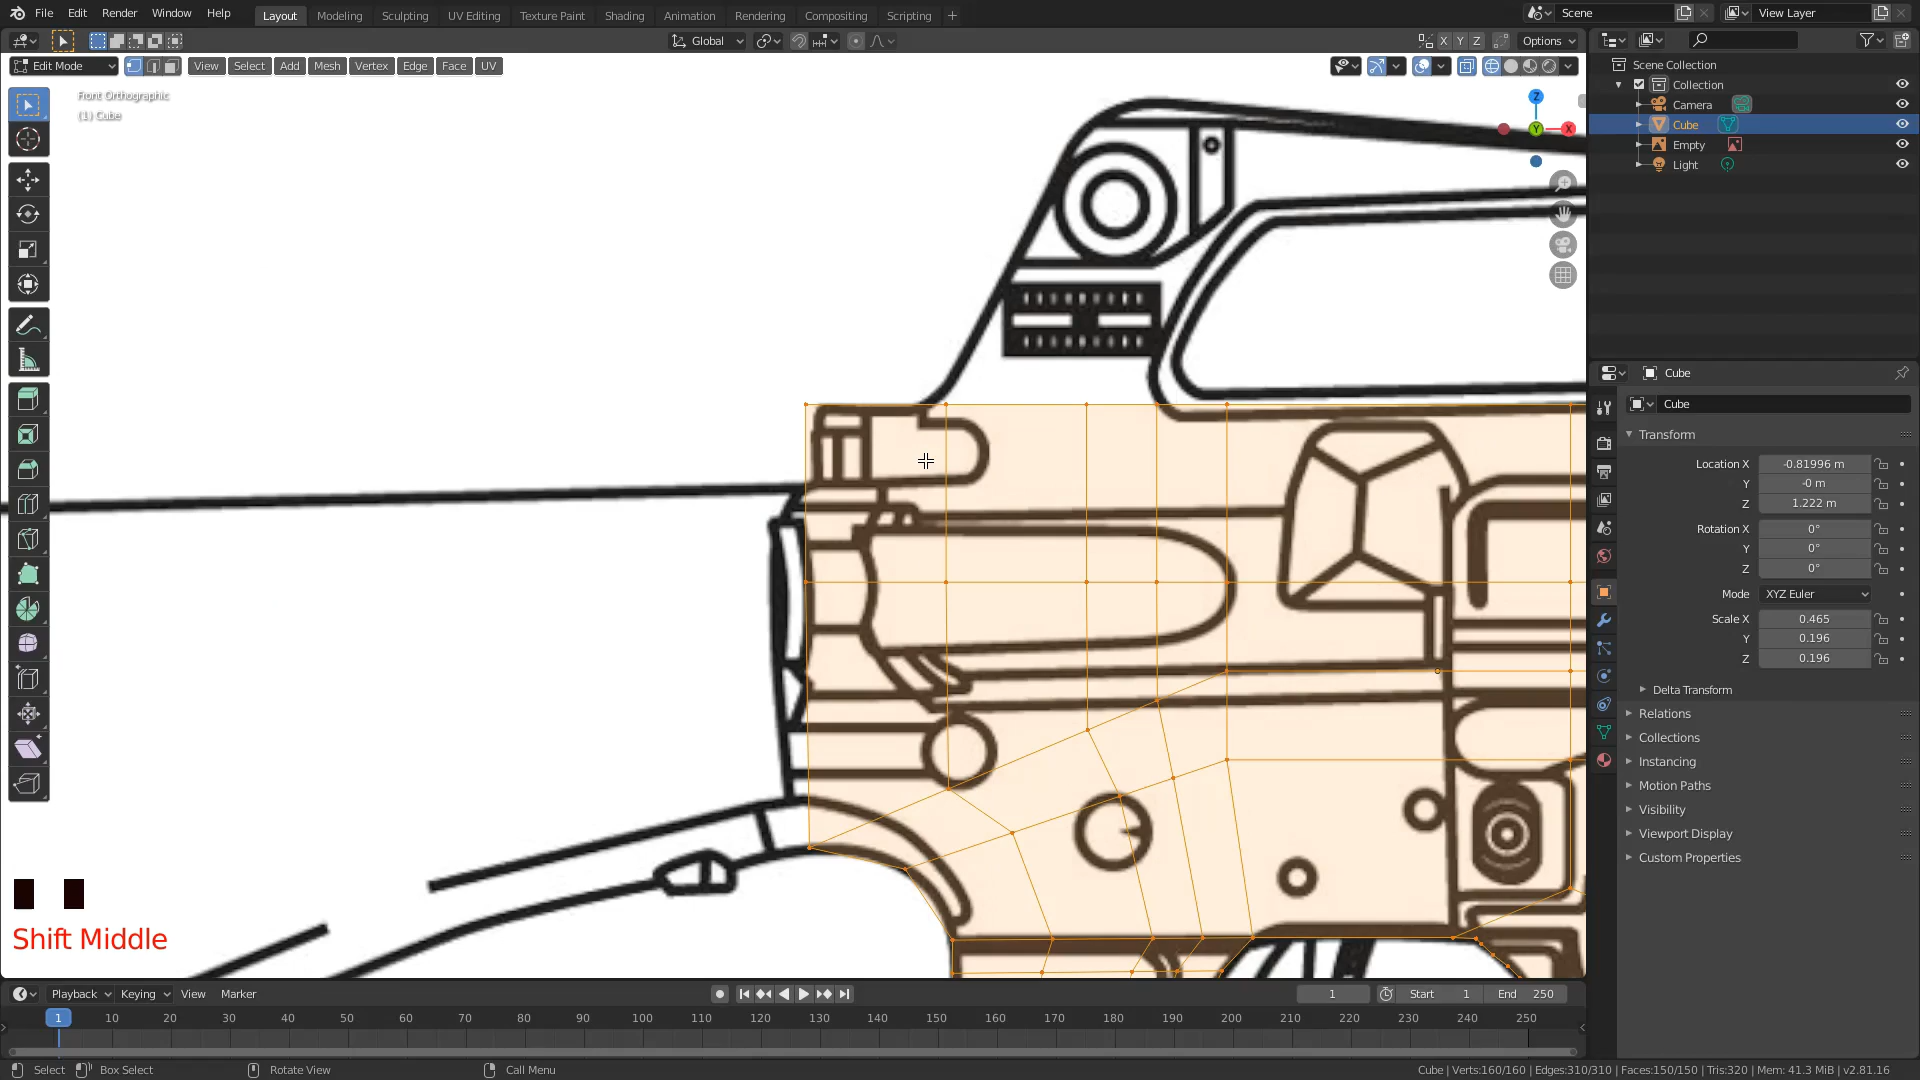 File Edit Render Window Help Layout Modeling Sculpting UV Editing Texture Paint Shading Animation Rendering Compositing Scripting + Scene View Layer
Global X Y Z Options
Edit Mode View Select Add Mesh Vertex Edge Face UV
Scene Collection
Collection
Camera
Cube
Empty
Light
Front Orthographic
(1) Cube
Z
Y
X
Cube
Cube
Transform
Location X -0.81996 m
Y -0 m
Z 1.222 m
Rotation X 0°
Y 0°
Z 0°
Mode XYZ Euler
Scale X 0.465
Y 0.196
Z 0.196
Delta Transform
Relations
Collections
Instancing
Motion Paths
Visibility
Viewport Display
Custom Properties
Shift Middle
Playback Keying View Marker 1 Start 1 End 250
1 10 20 30 40 50 60 70 80 90 100 110 120 130 140 150 160 170 180 190 200 210 220 230 240 250
Select Box Select Rotate View Call Menu Cube | Verts:160/160 | Edges:310/310 | Faces:150/150 | Tris:320 | Mem: 41.3 MiB | v2.81.16